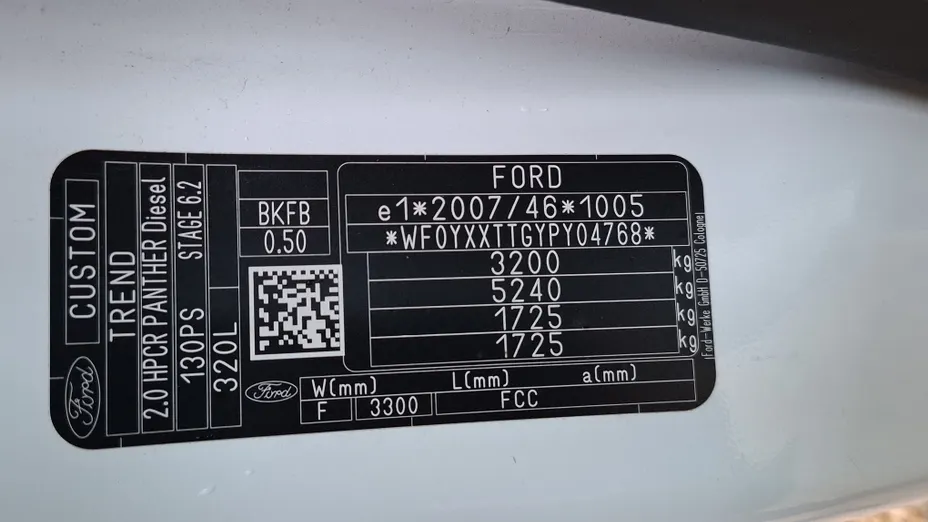 CUSTOM
TREND
2.0 HPCR PANTHER Diesel
130PS STAGE 6.2
320L
Ford
BKFB
0.50
FORD
e1*2007/46*1005
*WF0YXXTTGYPY04768*
3200 kg
5240 kg
1725 kg
1725 kg
Ford-Werke GmbH D-50725 Cologne
Ford
W(mm) L(mm) a(mm)
F 3300 FCC